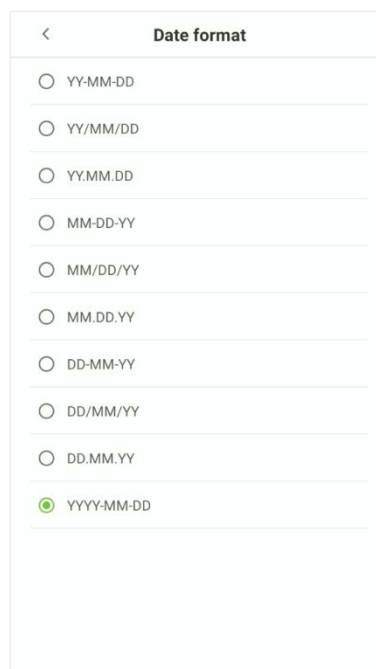 Date format
YY-MM-DD
YY/MM/DD
YY.MM.DD
MM-DD-YY
MM/DD/YY
MM.DD.YY
DD-MM-YY
DD/MM/YY
DD.MM.YY
YYYY-MM-DD